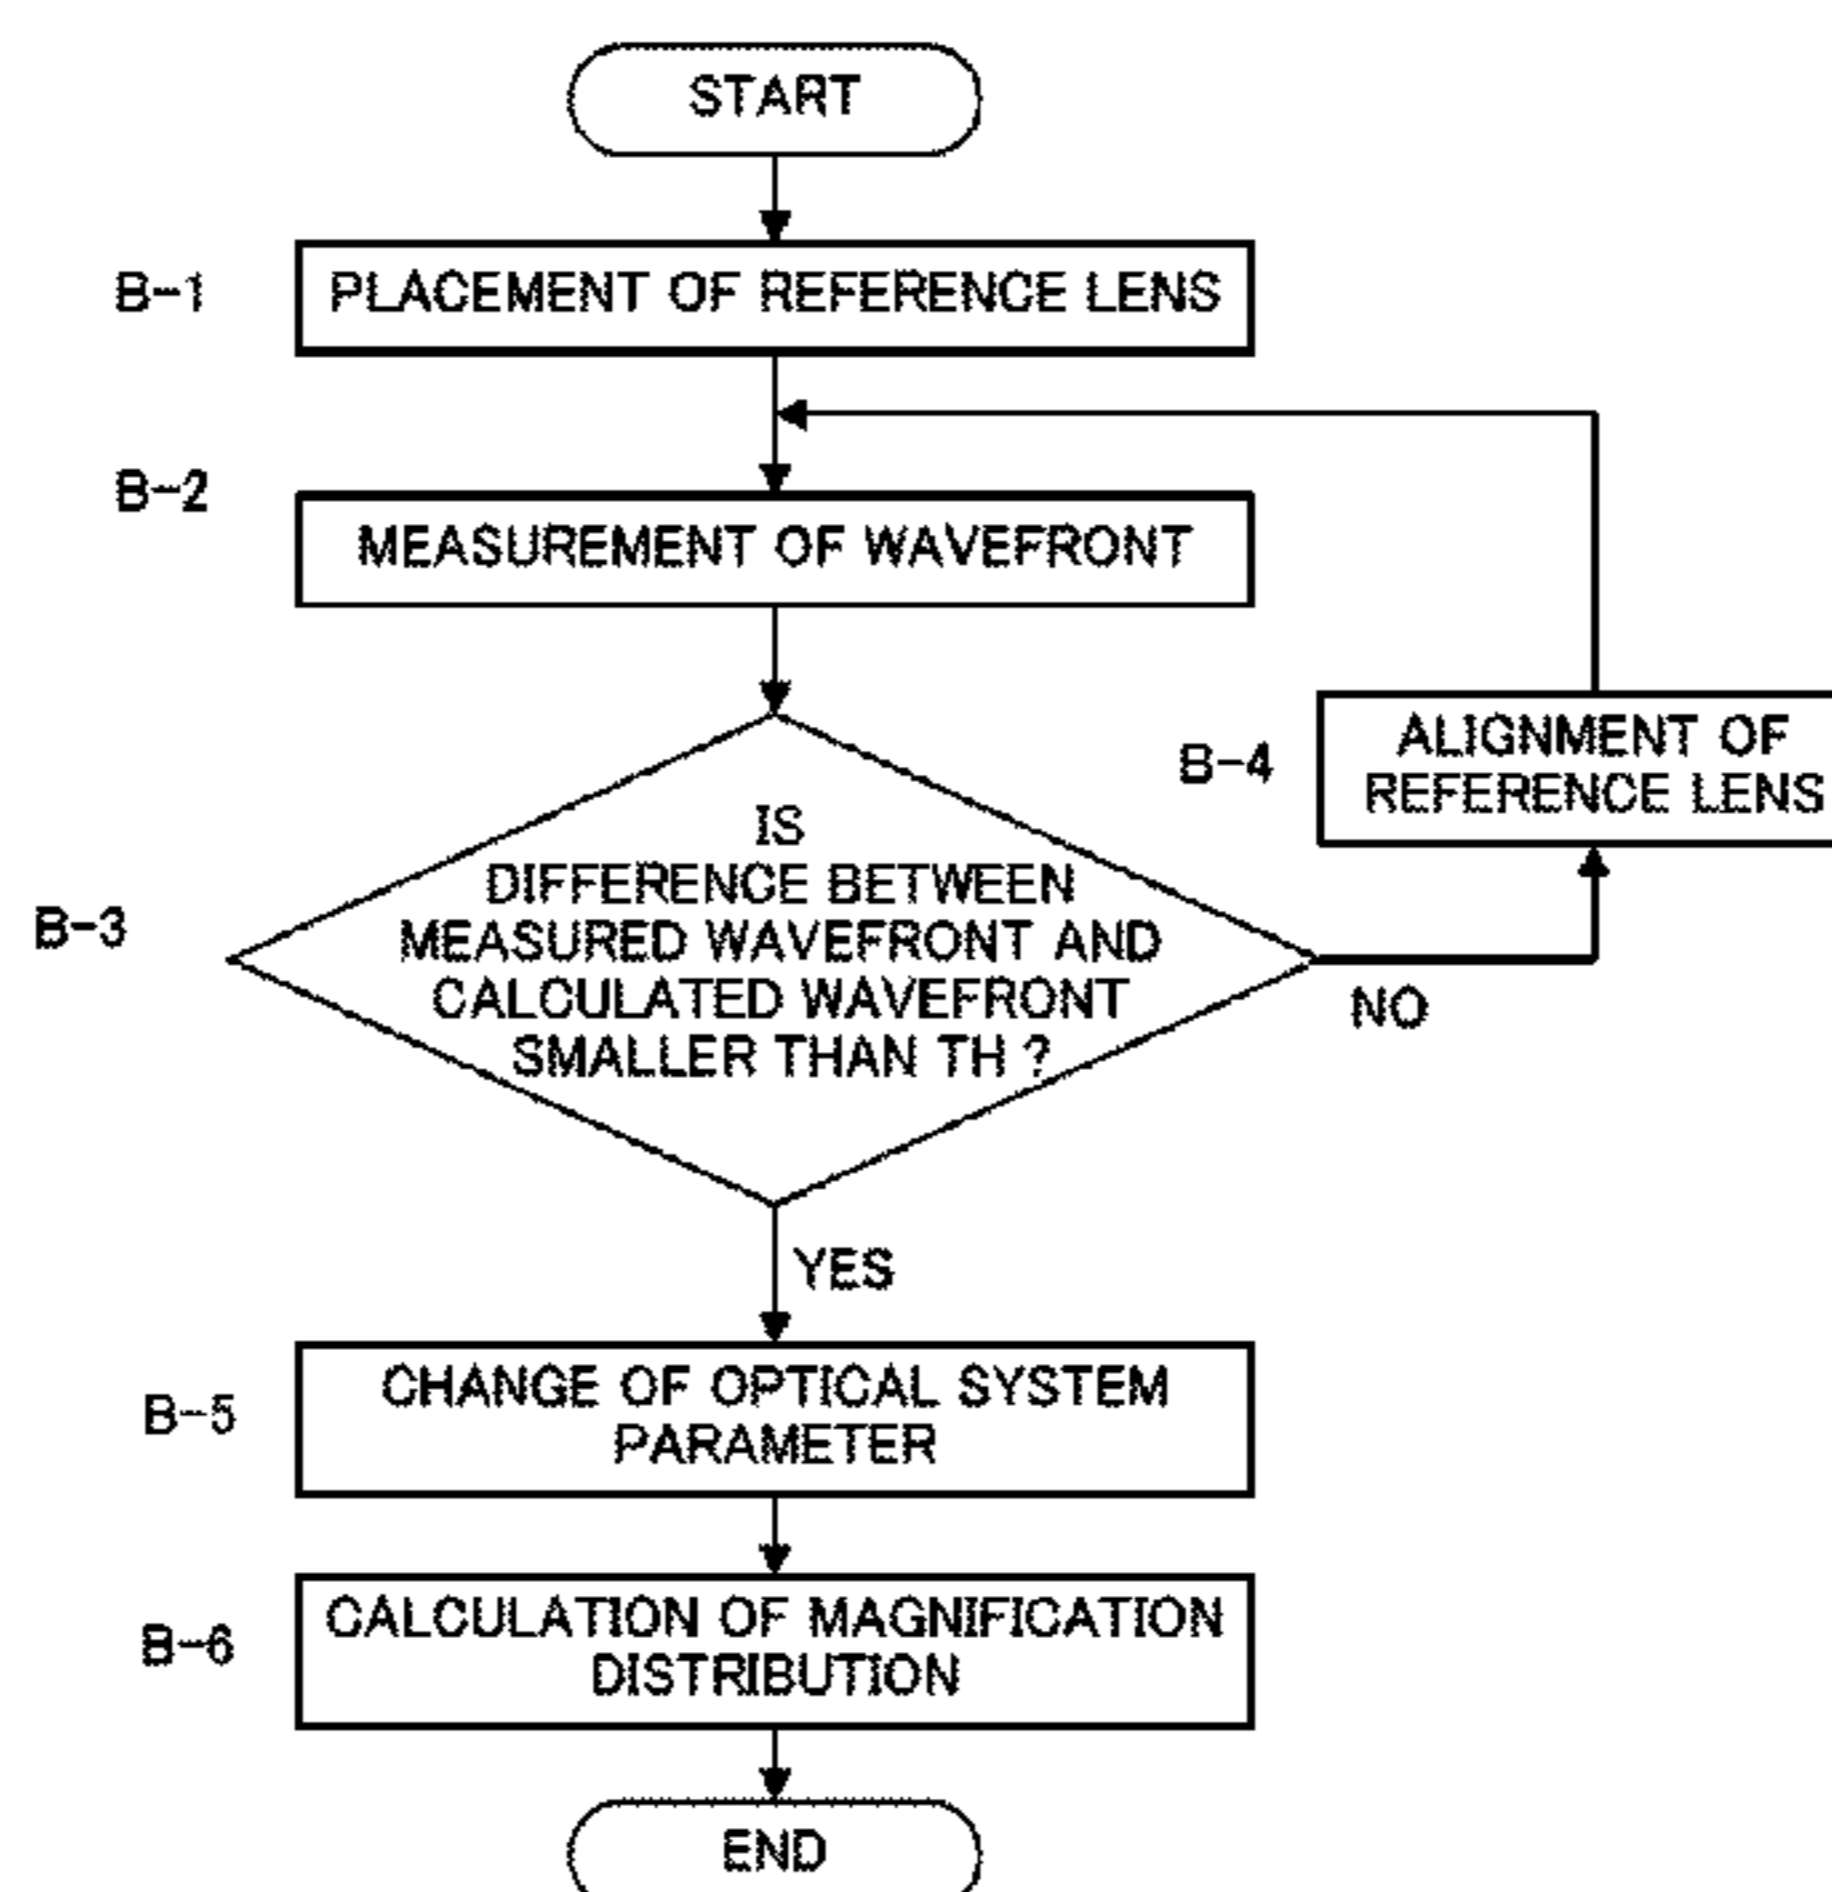 START
B-1
PLACEMENT OF REFERENCE LENS
B-2
MEASUREMENT OF WAVEFRONT
B-4
ALIGNMENT OF
REFERENCE LENS
B-3
IS
DIFFERENCE BETWEEN
MEASURED WAVEFRONT AND
CALCULATED WAVEFRONT
SMALLER THAN TH ?
NO
YES
B-5
CHANGE OF OPTICAL SYSTEM
PARAMETER
B-6
CALCULATION OF MAGNIFICATION
DISTRIBUTION
END